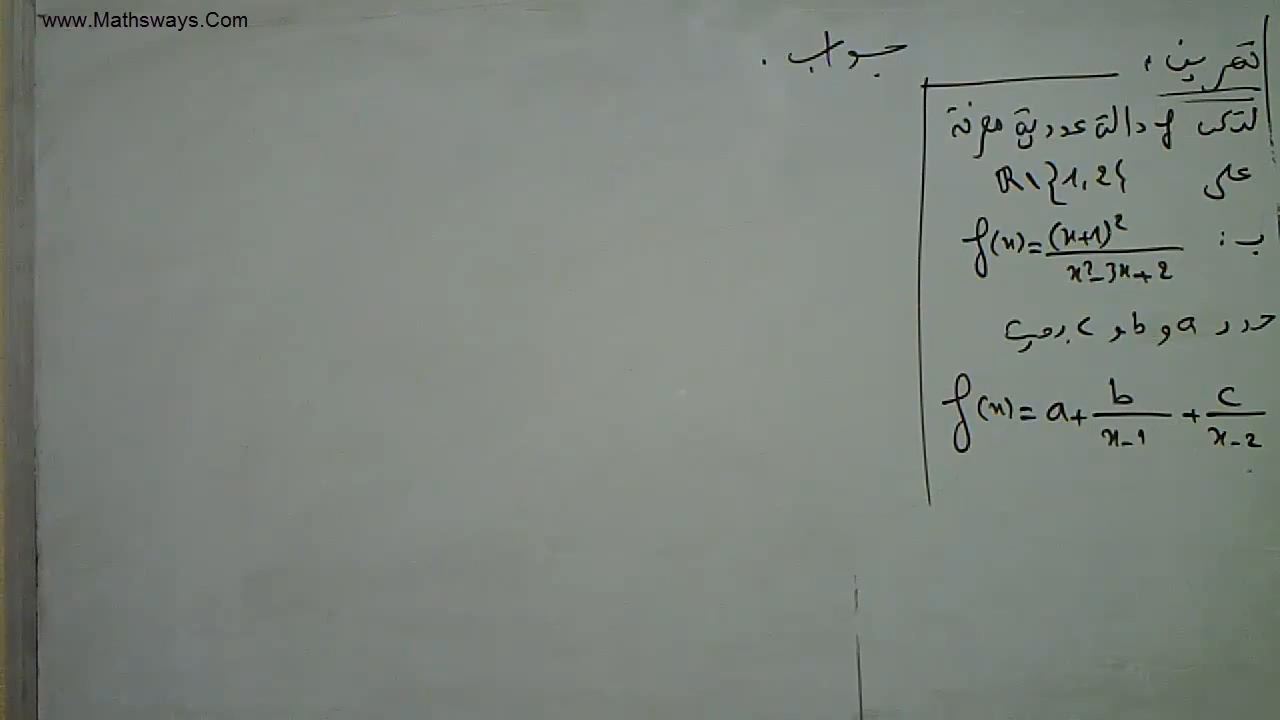 www.Mathsways.Com
تمرين :
لتكن f دالة عددية معرفة
على ℝ\{1,2}
ب: f(x)=(x+1)²/(x²-3x+2)
حدد a و b و c بحيث
f(x)=a+b/(x-1)+c/(x-2)
جواب .